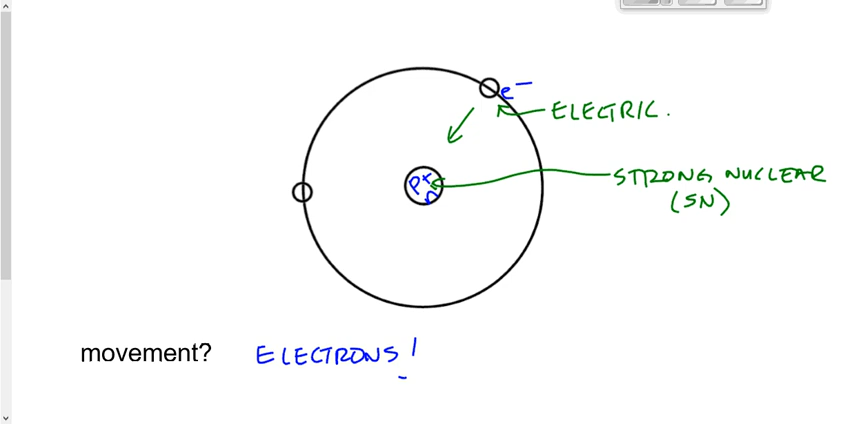 e⁻
ELECTRIC.
P+
n
STRONG NUCLEAR
(SN)
movement? ELECTRONS!